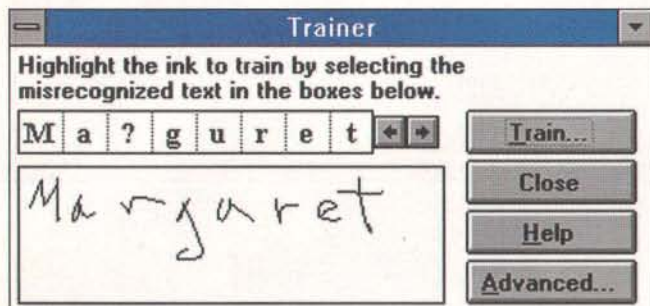 Trainer
Highlight the ink to train by selecting the
misrecognized text in the boxes below.
M a ? g u r e t
Train...
Margaret
Close
Help
Advanced...